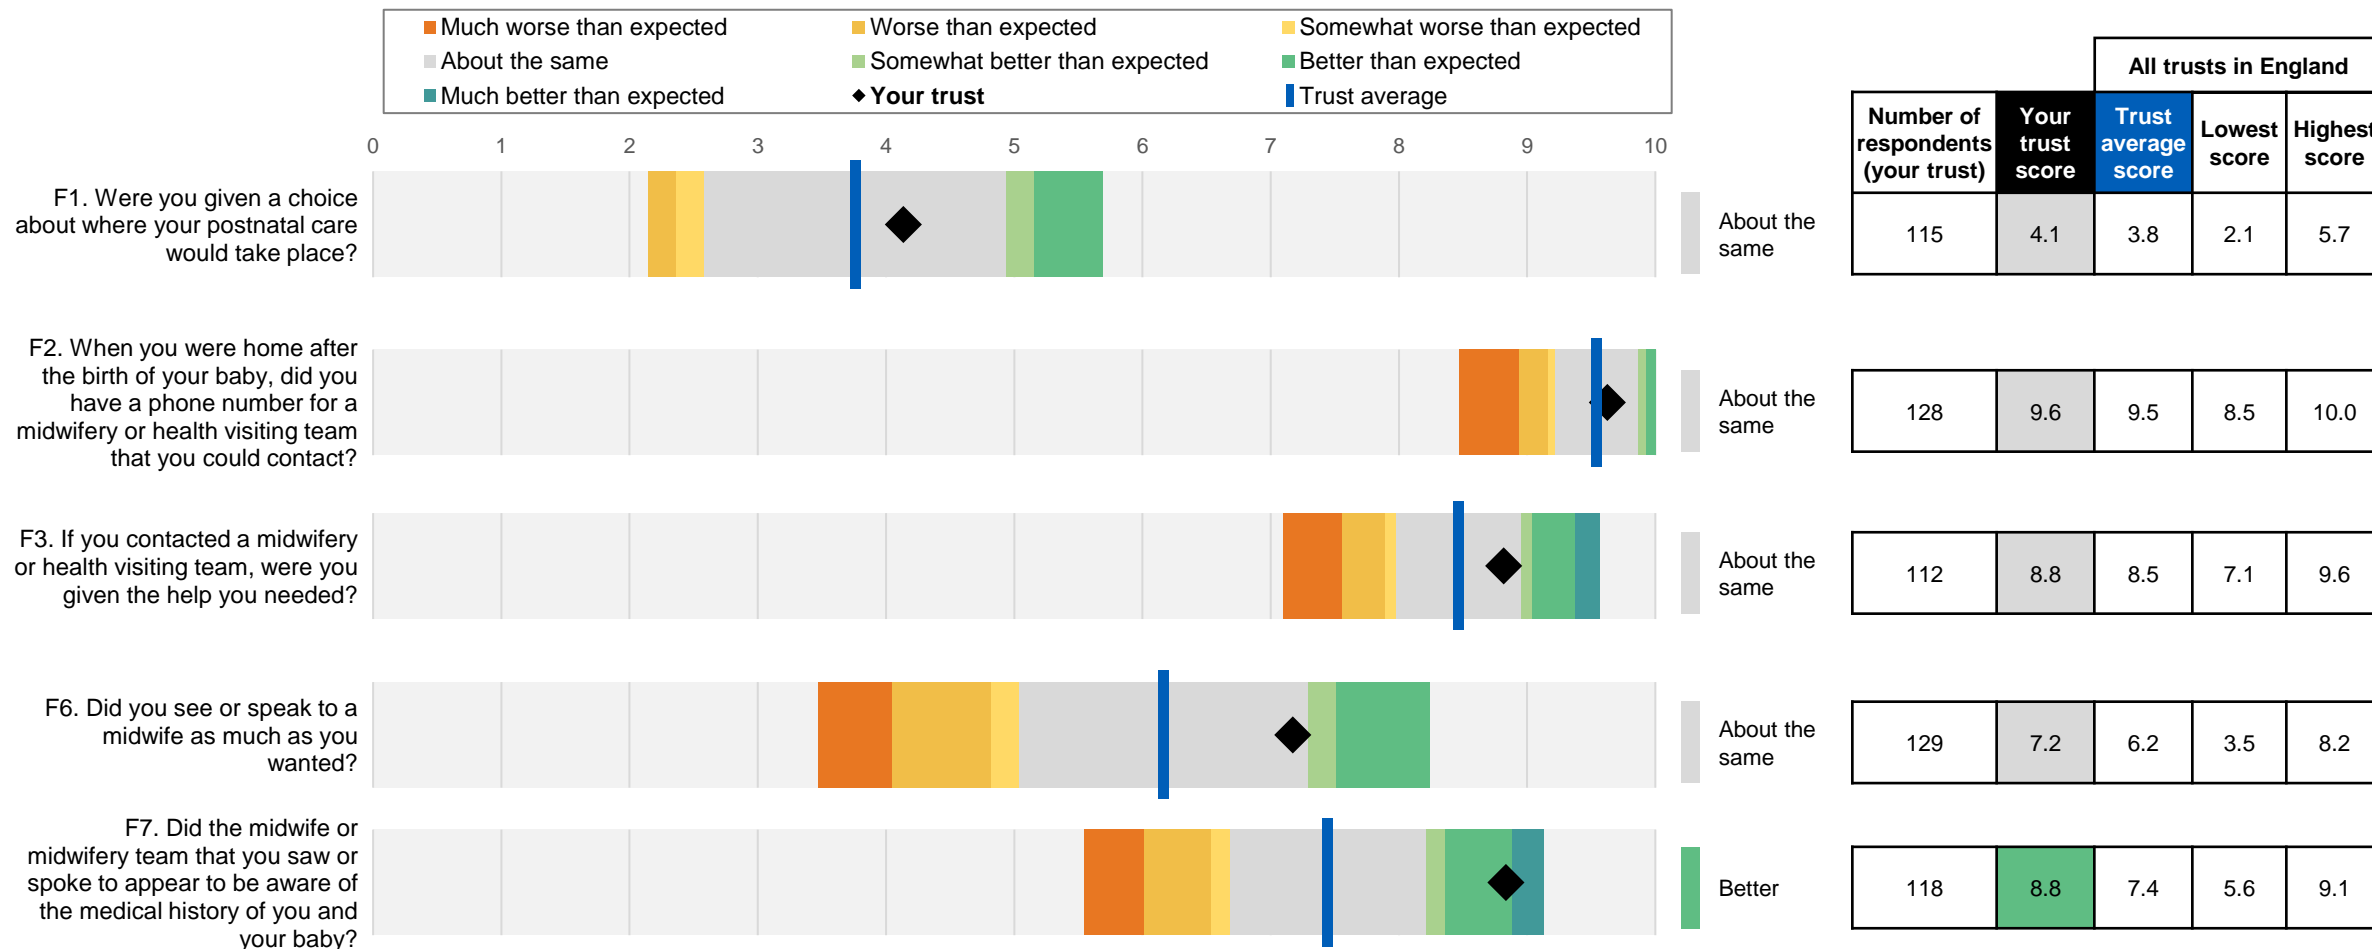 Much worse than expected
Worse than expected
Somewhat worse than expected
About the same
Somewhat better than expected
Better than expected
Much better than expected
Your trust
Trust average
All trusts in England
Number of
respondents
(your trust)
Your
trust
score
Trust
average
score
Lowest
score
Highest
score
0 1 2 3 4 5 6 7 8 9 10
F1. Were you given a choice
about where your postnatal care
would take place?
About the
same
115 4.1 3.8 2.1 5.7
F2. When you were home after
the birth of your baby, did you
have a phone number for a
midwifery or health visiting team
that you could contact?
About the
same
128 9.6 9.5 8.5 10.0
F3. If you contacted a midwifery
or health visiting team, were you
given the help you needed?
About the
same
112 8.8 8.5 7.1 9.6
F6. Did you see or speak to a
midwife as much as you
wanted?
About the
same
129 7.2 6.2 3.5 8.2
F7. Did the midwife or
midwifery team that you saw or
spoke to appear to be aware of
the medical history of you and
your baby?
Better
118 8.8 7.4 5.6 9.1